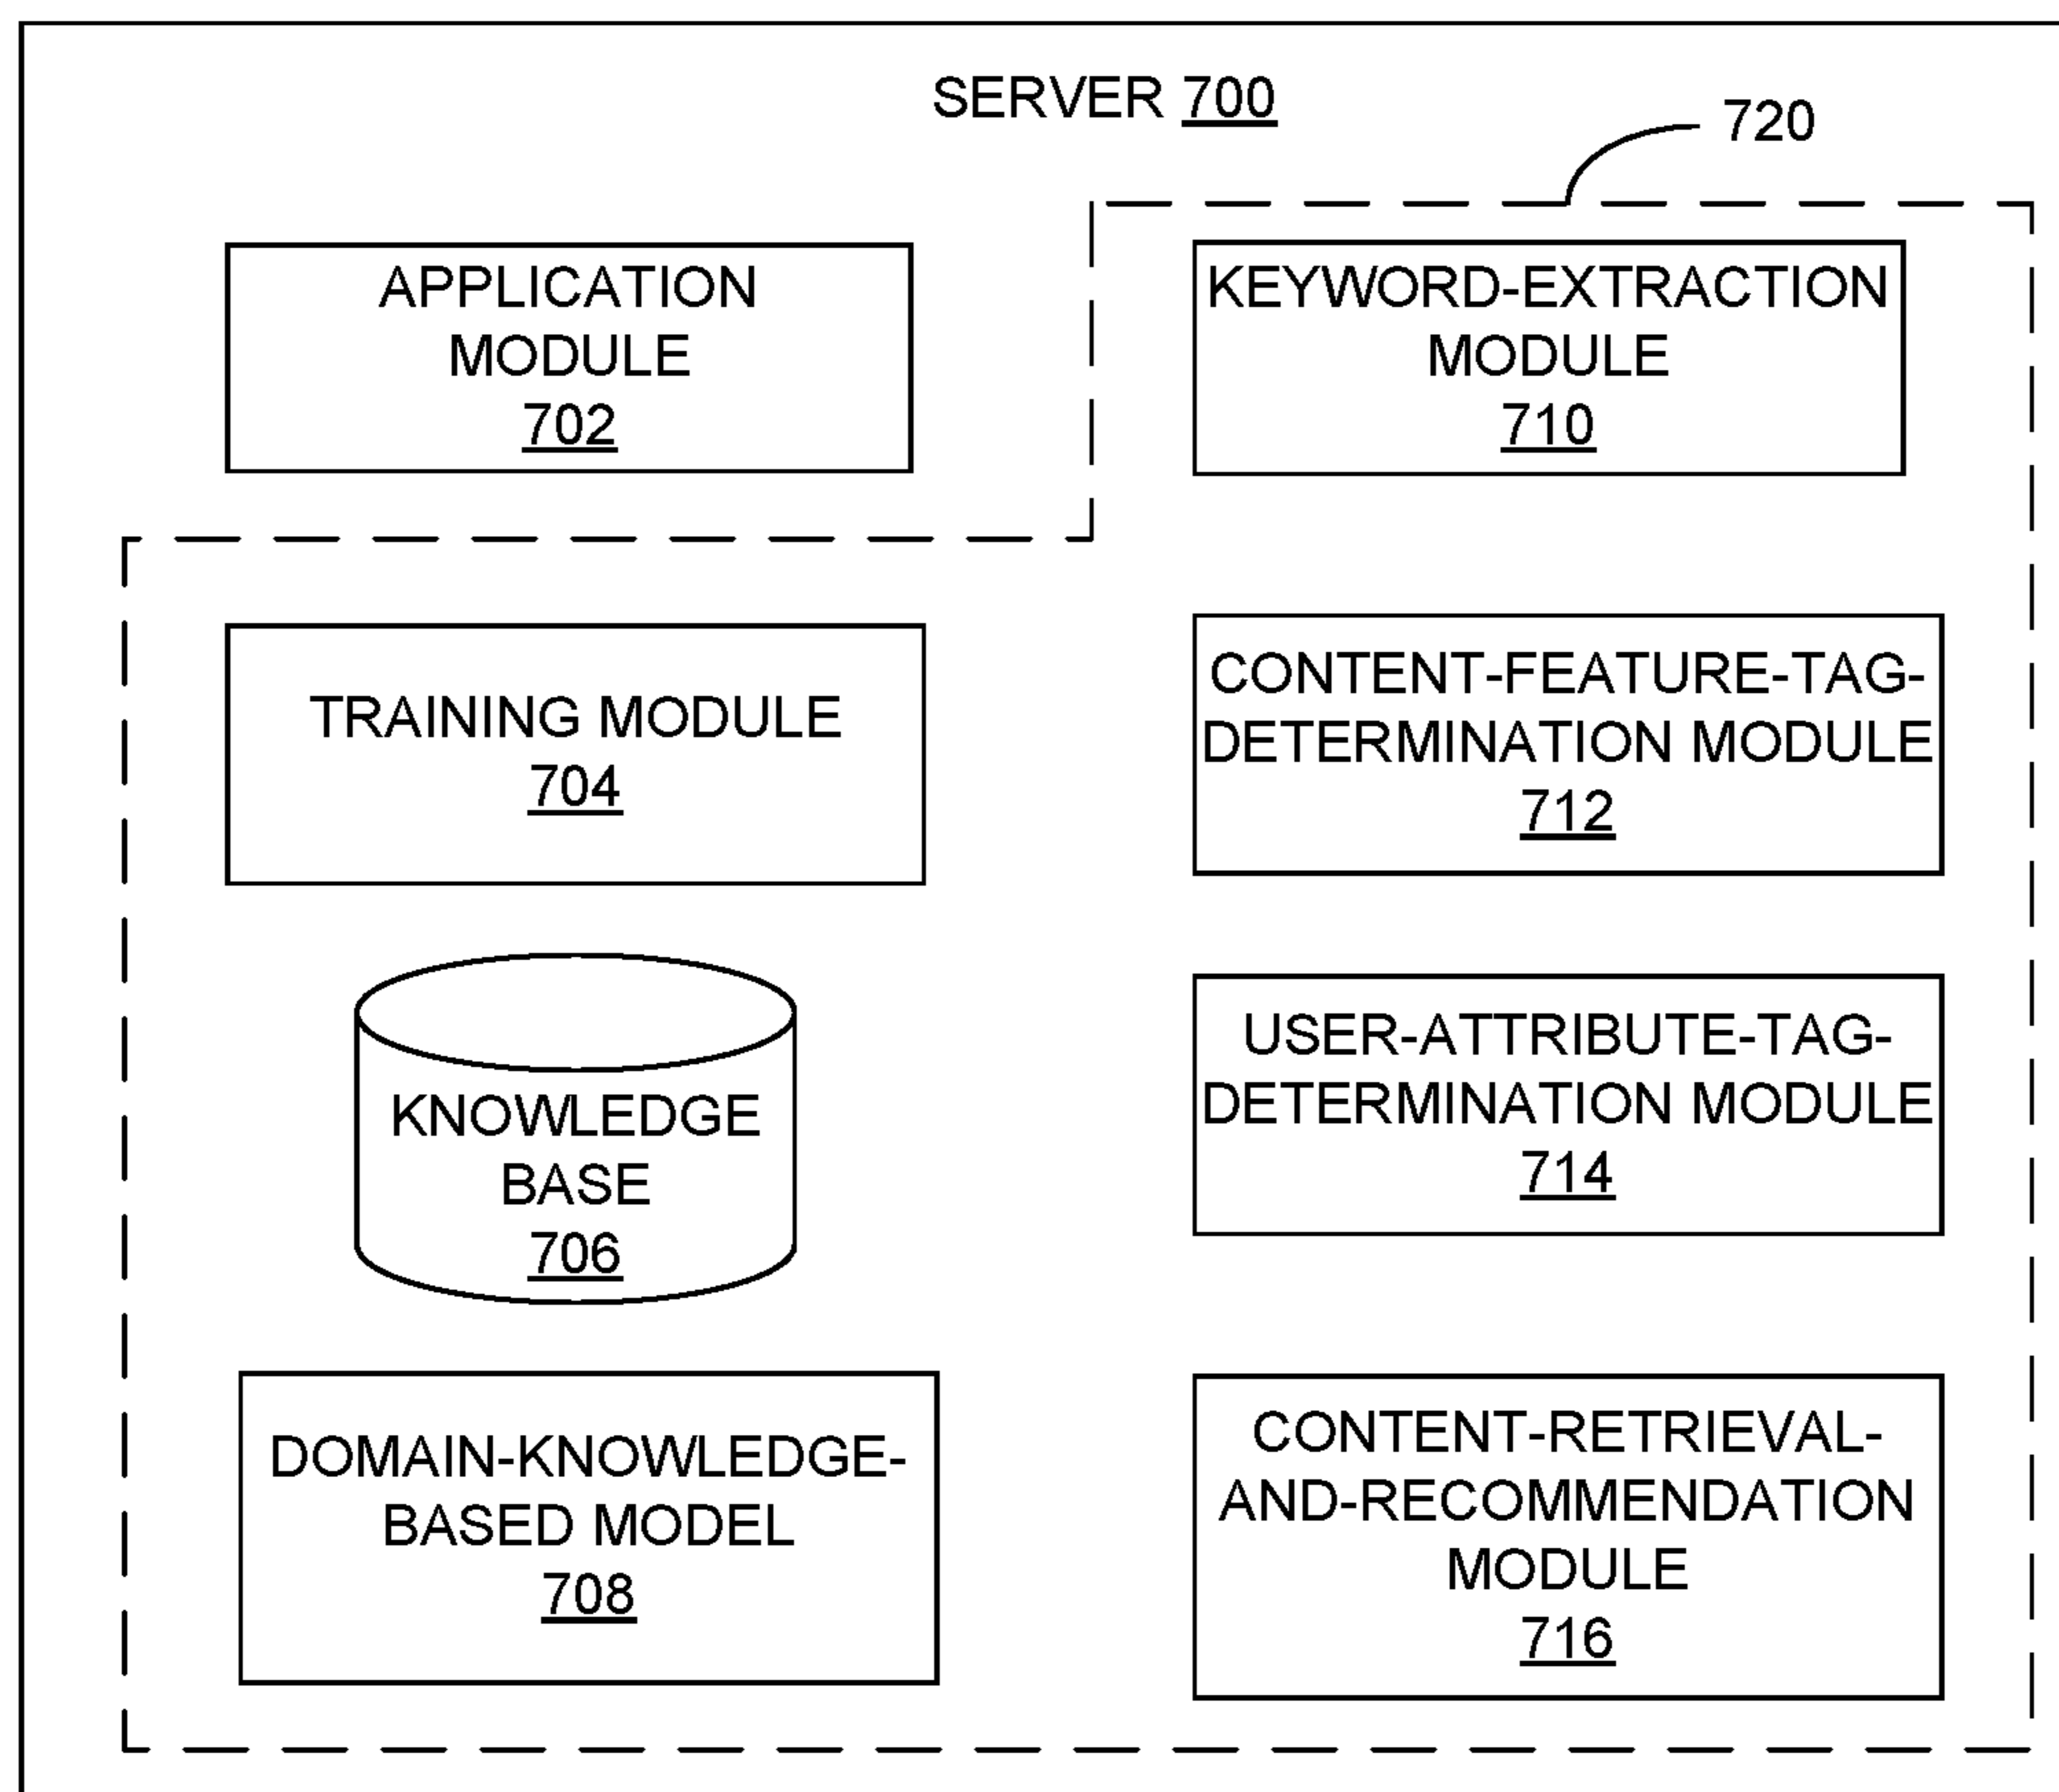 SERVER 700
720
APPLICATION
MODULE
702
KEYWORD-EXTRACTION
MODULE
710
TRAINING MODULE
704
CONTENT-FEATURE-TAG-
DETERMINATION MODULE
712
KNOWLEDGE
BASE
706
USER-ATTRIBUTE-TAG-
DETERMINATION MODULE
714
DOMAIN-KNOWLEDGE-
BASED MODEL
708
CONTENT-RETRIEVAL-
AND-RECOMMENDATION
MODULE
716